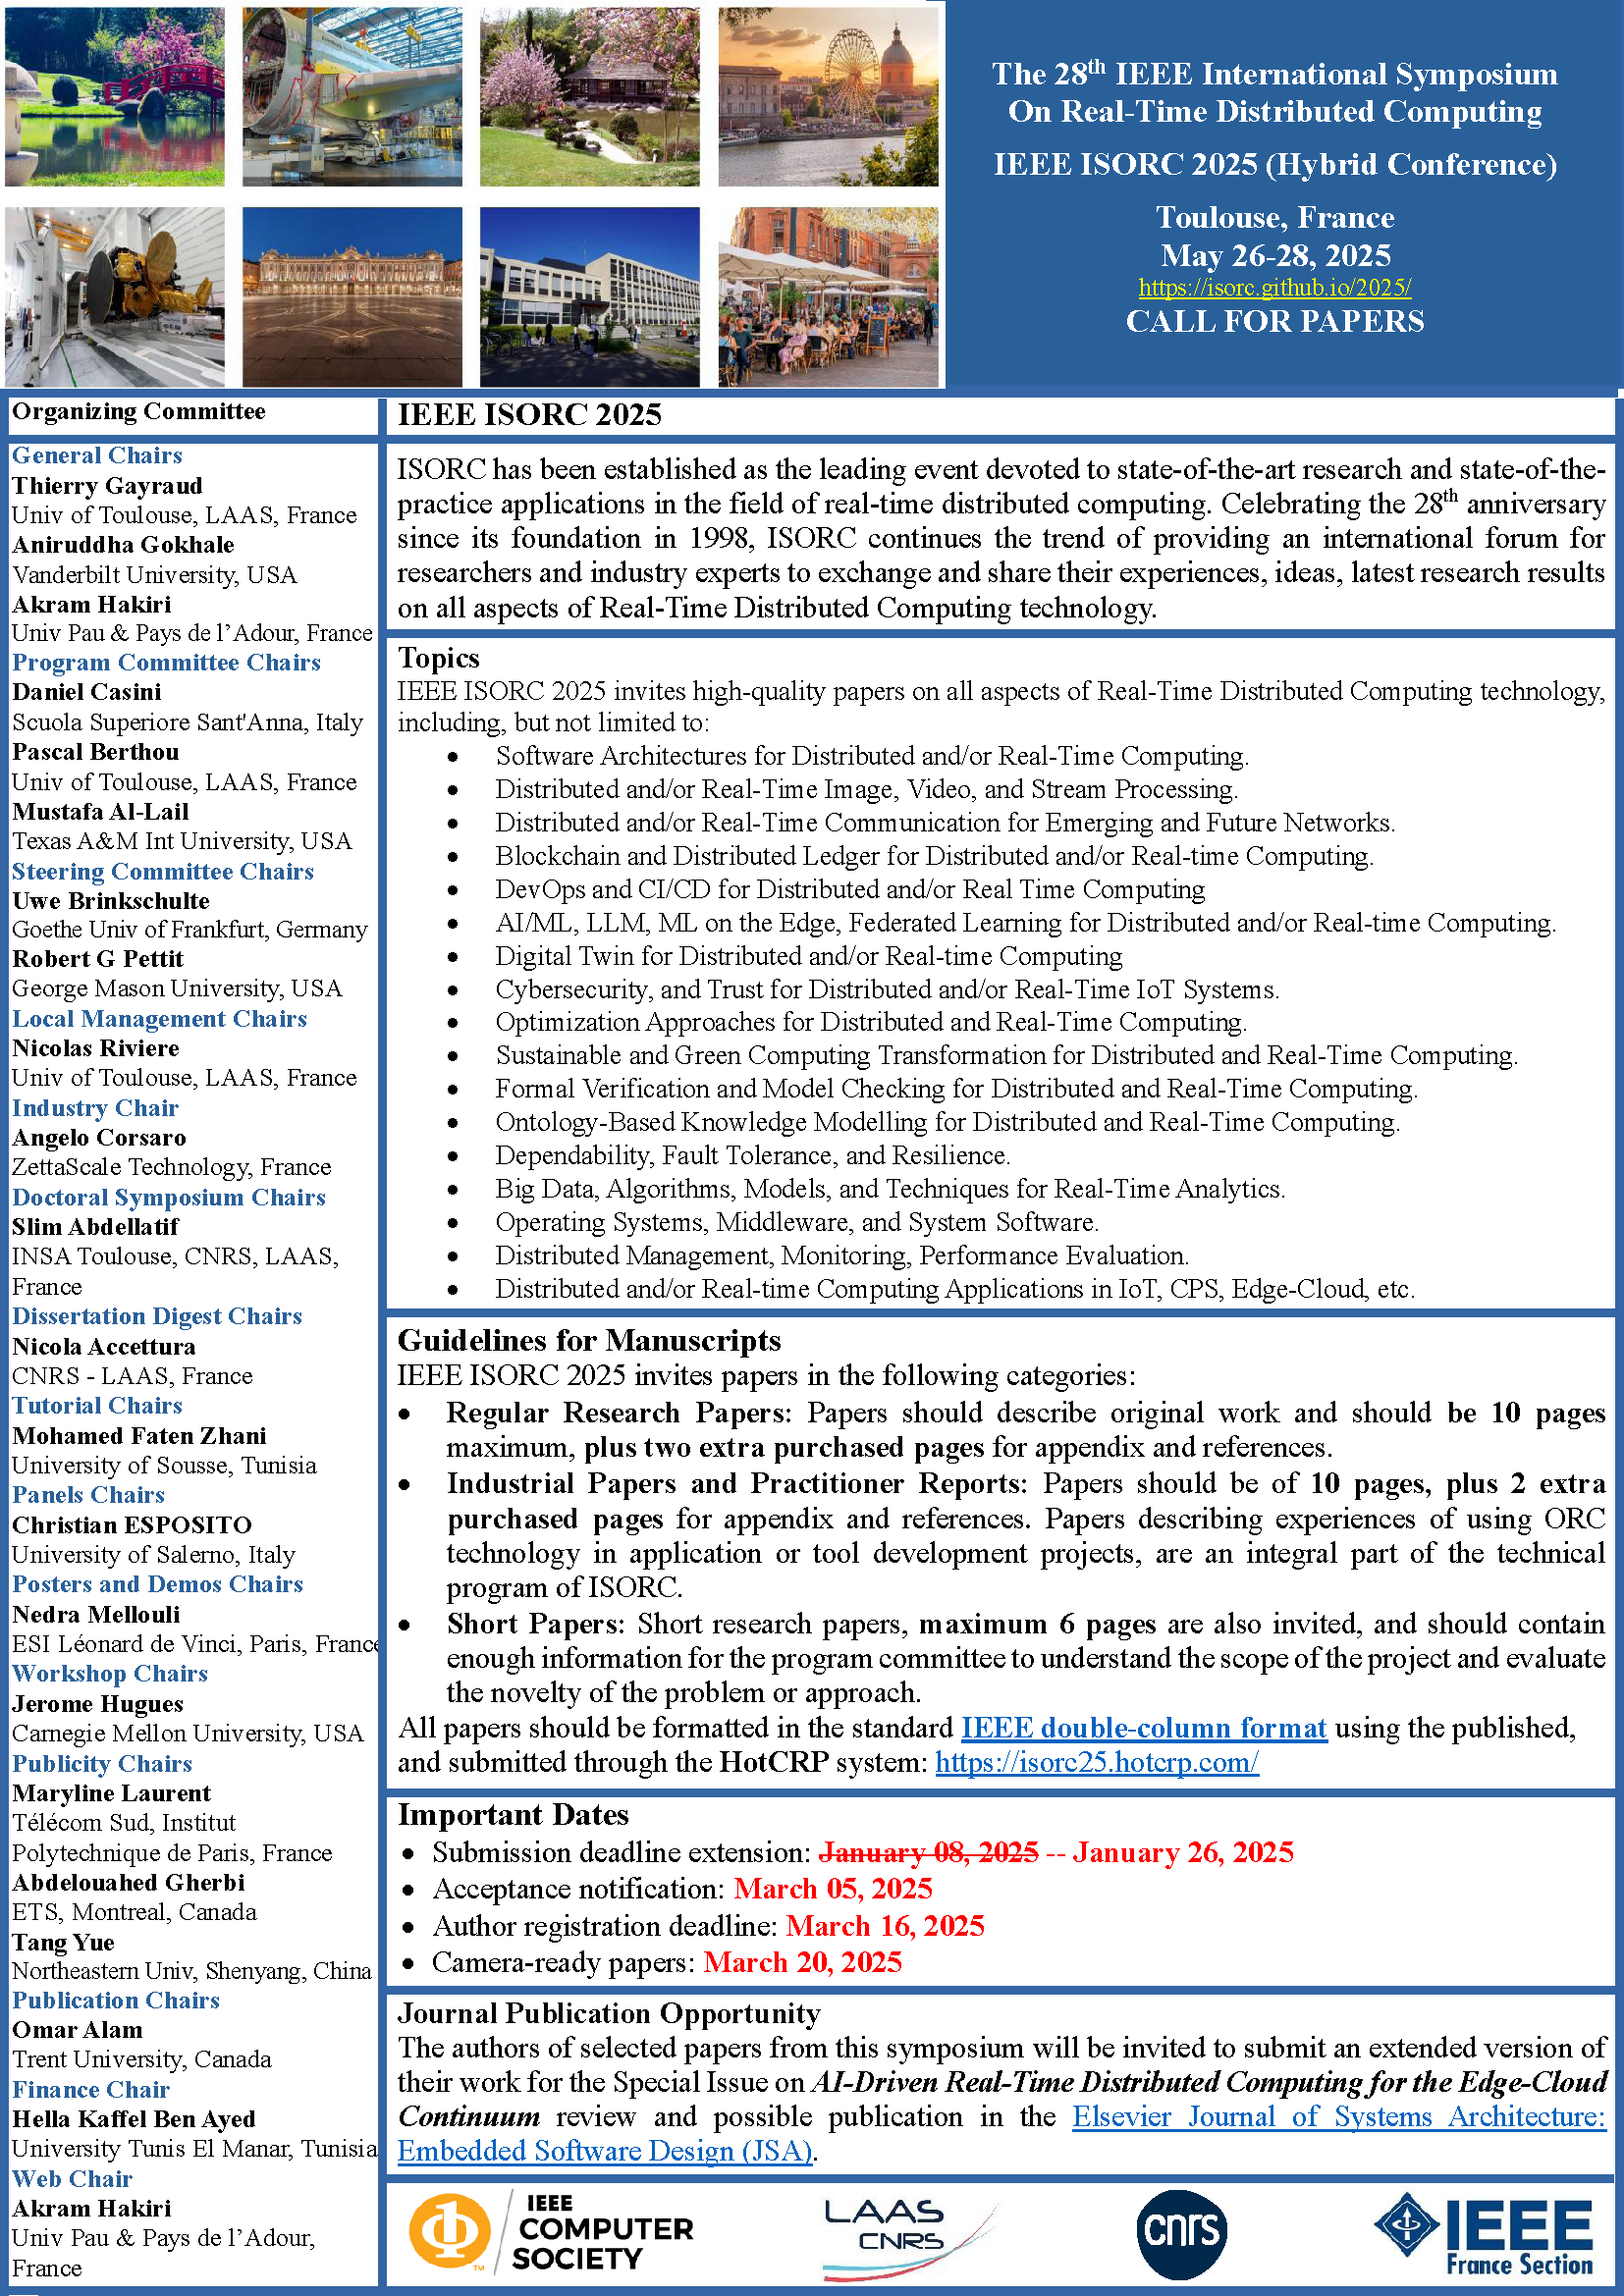 The 28th IEEE International Symposium
On Real-Time Distributed Computing
IEEE ISORC 2025 (Hybrid Conference)
Toulouse, France
May 26-28, 2025
https://isorc.github.io/2025/
CALL FOR PAPERS
Organizing Committee
General Chairs
Thierry Gayraud
Univ of Toulouse, LAAS, France
Aniruddha Gokhale
Vanderbilt University, USA
Akram Hakiri
Univ Pau & Pays de l’Adour, France
Program Committee Chairs
Daniel Casini
Scuola Superiore Sant'Anna, Italy
Pascal Berthou
Univ of Toulouse, LAAS, France
Mustafa Al-Lail
Texas A&M Int University, USA
Steering Committee Chairs
Uwe Brinkschulte
Goethe Univ of Frankfurt, Germany
Robert G Pettit
George Mason University, USA
Local Management Chairs
Nicolas Riviere
Univ of Toulouse, LAAS, France
Industry Chair
Angelo Corsaro
ZettaScale Technology, France
Doctoral Symposium Chairs
Slim Abdellatif
INSA Toulouse, CNRS, LAAS,
France
Dissertation Digest Chairs
Nicola Accettura
CNRS - LAAS, France
Tutorial Chairs
Mohamed Faten Zhani
University of Sousse, Tunisia
Panels Chairs
Christian ESPOSITO
University of Salerno, Italy
Posters and Demos Chairs
Nedra Mellouli
ESI Léonard de Vinci, Paris, France
Workshop Chairs
Jerome Hugues
Carnegie Mellon University, USA
Publicity Chairs
Maryline Laurent
Télécom Sud, Institut
Polytechnique de Paris, France
Abdelouahed Gherbi
ETS, Montreal, Canada
Tang Yue
Northeastern Univ, Shenyang, China
Publication Chairs
Omar Alam
Trent University, Canada
Finance Chair
Hella Kaffel Ben Ayed
University Tunis El Manar, Tunisia
Web Chair
Akram Hakiri
Univ Pau & Pays de l’Adour,
France
IEEE ISORC 2025
ISORC has been established as the leading event devoted to state-of-the-art research and state-of-the-
practice applications in the field of real-time distributed computing. Celebrating the 28th anniversary
since its foundation in 1998, ISORC continues the trend of providing an international forum for
researchers and industry experts to exchange and share their experiences, ideas, latest research results
on all aspects of Real-Time Distributed Computing technology.
Topics
IEEE ISORC 2025 invites high-quality papers on all aspects of Real-Time Distributed Computing technology,
including, but not limited to:
• Software Architectures for Distributed and/or Real-Time Computing.
• Distributed and/or Real-Time Image, Video, and Stream Processing.
• Distributed and/or Real-Time Communication for Emerging and Future Networks.
• Blockchain and Distributed Ledger for Distributed and/or Real-time Computing.
• DevOps and CI/CD for Distributed and/or Real Time Computing
• AI/ML, LLM, ML on the Edge, Federated Learning for Distributed and/or Real-time Computing.
• Digital Twin for Distributed and/or Real-time Computing
• Cybersecurity, and Trust for Distributed and/or Real-Time IoT Systems.
• Optimization Approaches for Distributed and Real-Time Computing.
• Sustainable and Green Computing Transformation for Distributed and Real-Time Computing.
• Formal Verification and Model Checking for Distributed and Real-Time Computing.
• Ontology-Based Knowledge Modelling for Distributed and Real-Time Computing.
• Dependability, Fault Tolerance, and Resilience.
• Big Data, Algorithms, Models, and Techniques for Real-Time Analytics.
• Operating Systems, Middleware, and System Software.
• Distributed Management, Monitoring, Performance Evaluation.
• Distributed and/or Real-time Computing Applications in IoT, CPS, Edge-Cloud, etc.
Guidelines for Manuscripts
IEEE ISORC 2025 invites papers in the following categories:
• Regular Research Papers: Papers should describe original work and should be 10 pages
maximum, plus two extra purchased pages for appendix and references.
• Industrial Papers and Practitioner Reports: Papers should be of 10 pages, plus 2 extra
purchased pages for appendix and references. Papers describing experiences of using ORC
technology in application or tool development projects, are an integral part of the technical
program of ISORC.
• Short Papers: Short research papers, maximum 6 pages are also invited, and should contain
enough information for the program committee to understand the scope of the project and evaluate
the novelty of the problem or approach.
All papers should be formatted in the standard IEEE double-column format using the published,
and submitted through the HotCRP system: https://isorc25.hotcrp.com/
Important Dates
• Submission deadline extension: January 08, 2025 -- January 26, 2025
• Acceptance notification: March 05, 2025
• Author registration deadline: March 16, 2025
• Camera-ready papers: March 20, 2025
Journal Publication Opportunity
The authors of selected papers from this symposium will be invited to submit an extended version of
their work for the Special Issue on AI-Driven Real-Time Distributed Computing for the Edge-Cloud
Continuum review and possible publication in the Elsevier Journal of Systems Architecture:
Embedded Software Design (JSA).
IEEE
COMPUTER
SOCIETY
TM
LAAS
CNRS
cnrs
IEEE
France Section